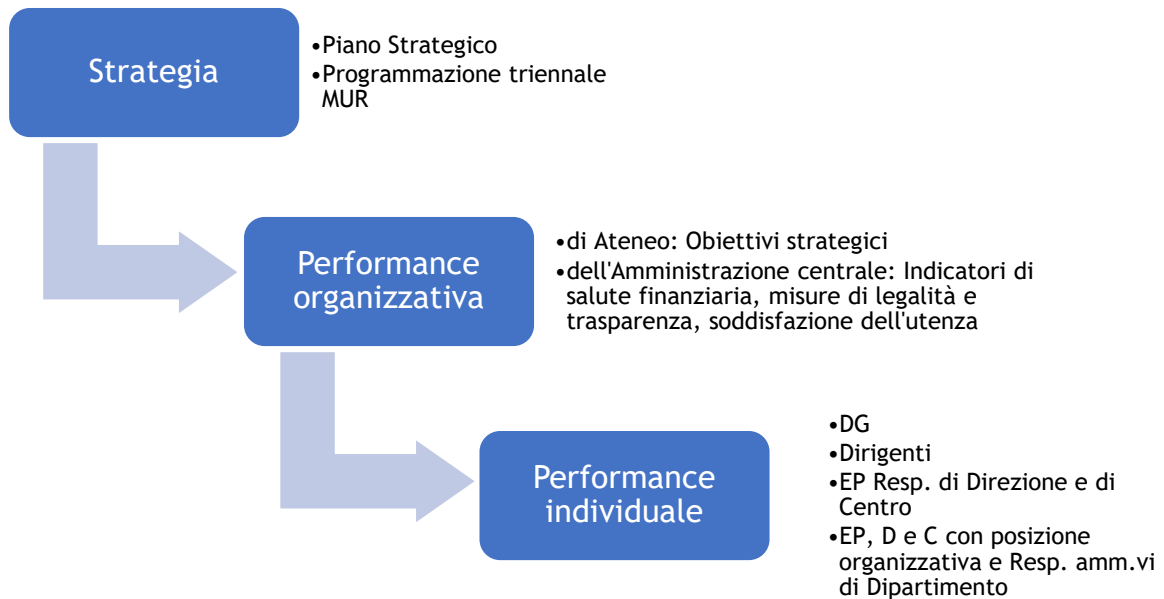 Strategia
•Piano Strategico
•Programmazione triennale
MUR
Performance
organizzativa
•di Ateneo: Obiettivi strategici
•dell'Amministrazione centrale: Indicatori di
salute finanziaria, misure di legalità e
trasparenza, soddisfazione dell'utenza
Performance
individuale
•DG
•Dirigenti
•EP Resp. di Direzione e di
Centro
•EP, D e C con posizione
organizzativa e Resp. amm.vi
di Dipartimento